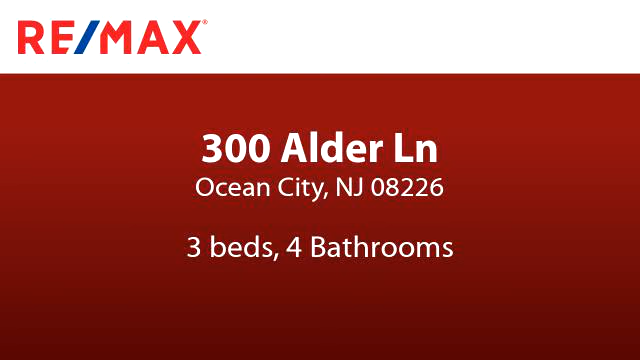 RE/MAX®
300 Alder Ln
Ocean City, NJ 08226
3 beds, 4 Bathrooms